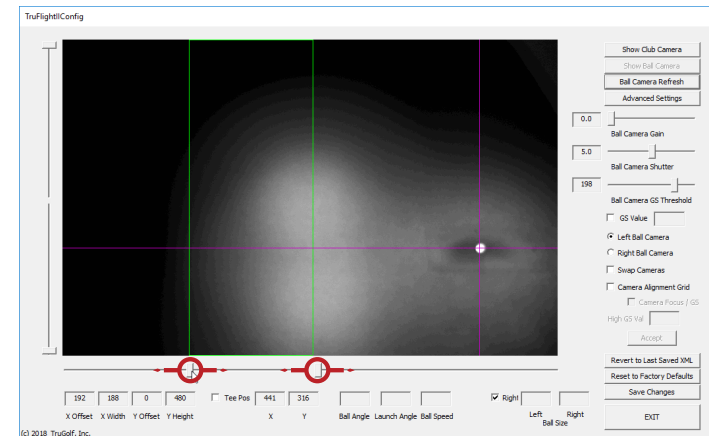 TruFlightIIConfig
Show Club Camera
Show Ball Camera
Ball Camera Refresh
Advanced Settings
0.0
Ball Camera Gain
5.0
Ball Camera Shutter
198
Ball Camera GS Threshold
GS Value
Left Ball Camera
Right Ball Camera
Swap Cameras
Camera Alignment Grid
Camera Focus / GS
High GS Val
Accept
Revert to Last Saved XML
Reset to Factory Defaults
Save Changes
EXIT
192 188 0 480 Tee Pos 441 316 Right
X Offset X Width Y Offset Y Height X Y Ball Angle Launch Angle Ball Speed Left Right
Ball Size
(c) 2018 TruGolf, Inc.